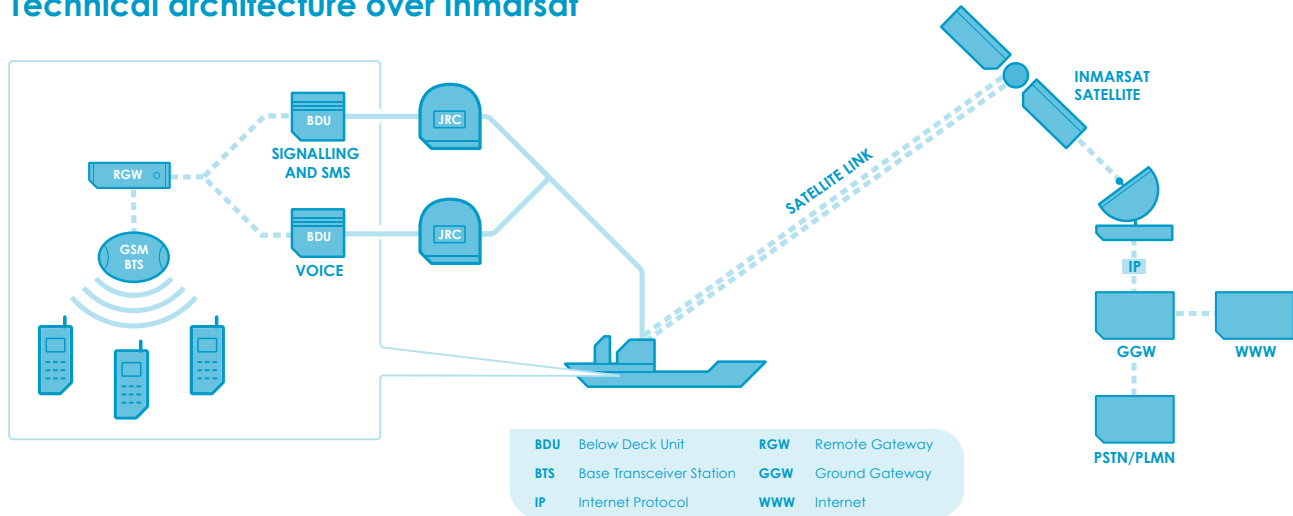 Technical architecture over Inmarsat
INMARSAT
SATELLITE
BDU
JRC
SIGNALLING
AND SMS
SATELLITE LINK
RGW
BDU
JRC
VOICE
GSM
BTS
IP
GGW
WWW
PSTN/PLMN
BDU Below Deck Unit RGW Remote Gateway
BTS Base Transceiver Station GGW Ground Gateway
IP Internet Protocol WWW Internet